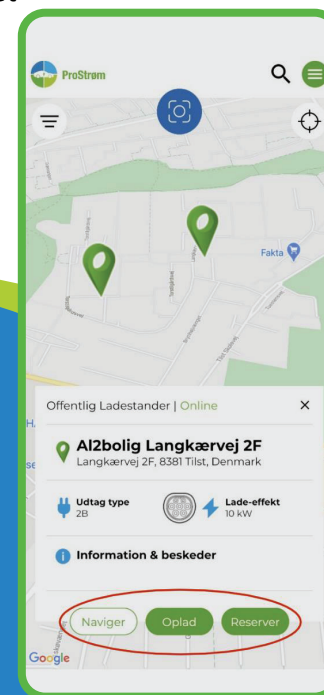 ProStrøm
Fakta
Offentlig Ladestander | Online
Al2bolig Langkærvej 2F
Langkærvej 2F, 8381 Tilst, Denmark
Udtag type
2B
Lade-effekt
10 kW
Information & beskeder
Naviger
Oplad
Reserver
Google